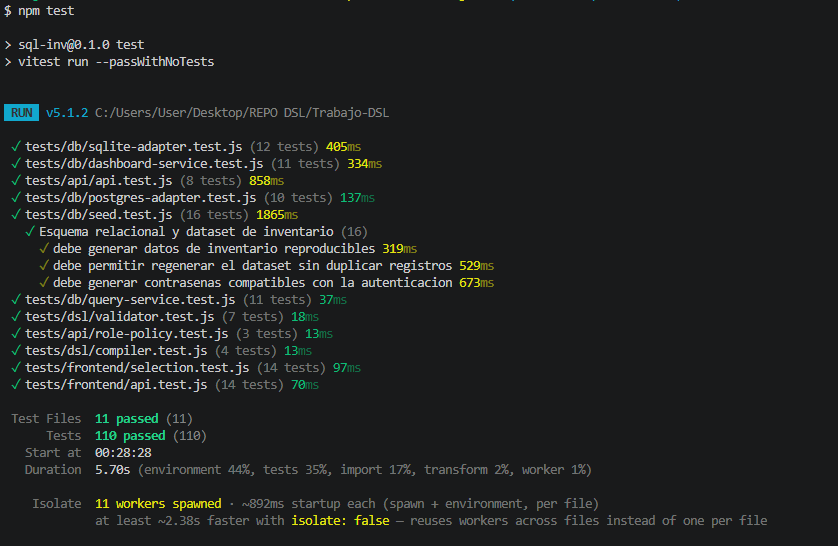 $ npm test
> sql-inv@0.1.0 test
> vitest run --passWithNoTests
RUN v5.1.2 C:/Users/User/Desktop/REPO DSL/Trabajo-DSL
✓ tests/db/sqlite-adapter.test.js (12 tests) 405ms
✓ tests/db/dashboard-service.test.js (11 tests) 334ms
✓ tests/api/api.test.js (8 tests) 858ms
✓ tests/db/postgres-adapter.test.js (10 tests) 137ms
✓ tests/db/seed.test.js (16 tests) 1865ms
✓ Esquema relacional y dataset de inventario (16)
✓ debe generar datos de inventario reproducibles 319ms
✓ debe permitir regenerar el dataset sin duplicar registros 529ms
✓ debe generar contrasenas compatibles con la autenticacion 673ms
✓ tests/db/query-service.test.js (11 tests) 37ms
✓ tests/dsl/validator.test.js (7 tests) 18ms
✓ tests/api/role-policy.test.js (3 tests) 13ms
✓ tests/dsl/compiler.test.js (4 tests) 13ms
✓ tests/frontend/selection.test.js (14 tests) 97ms
✓ tests/frontend/api.test.js (14 tests) 70ms
Test Files 11 passed (11)
Tests 110 passed (110)
Start at 00:28:28
Duration 5.70s (environment 44%, tests 35%, import 17%, transform 2%, worker 1%)
Isolate 11 workers spawned · ~892ms startup each (spawn + environment, per file)
at least ~2.38s faster with isolate: false — reuses workers across files instead of one per file